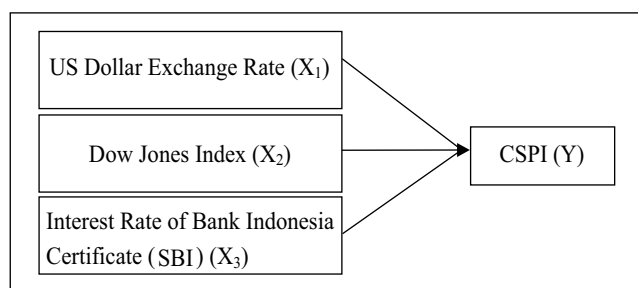 US Dollar Exchange Rate (X₁)
Dow Jones Index (X₂)
CSPI (Y)
Interest Rate of Bank Indonesia
Certificate (SBI) (X₃)